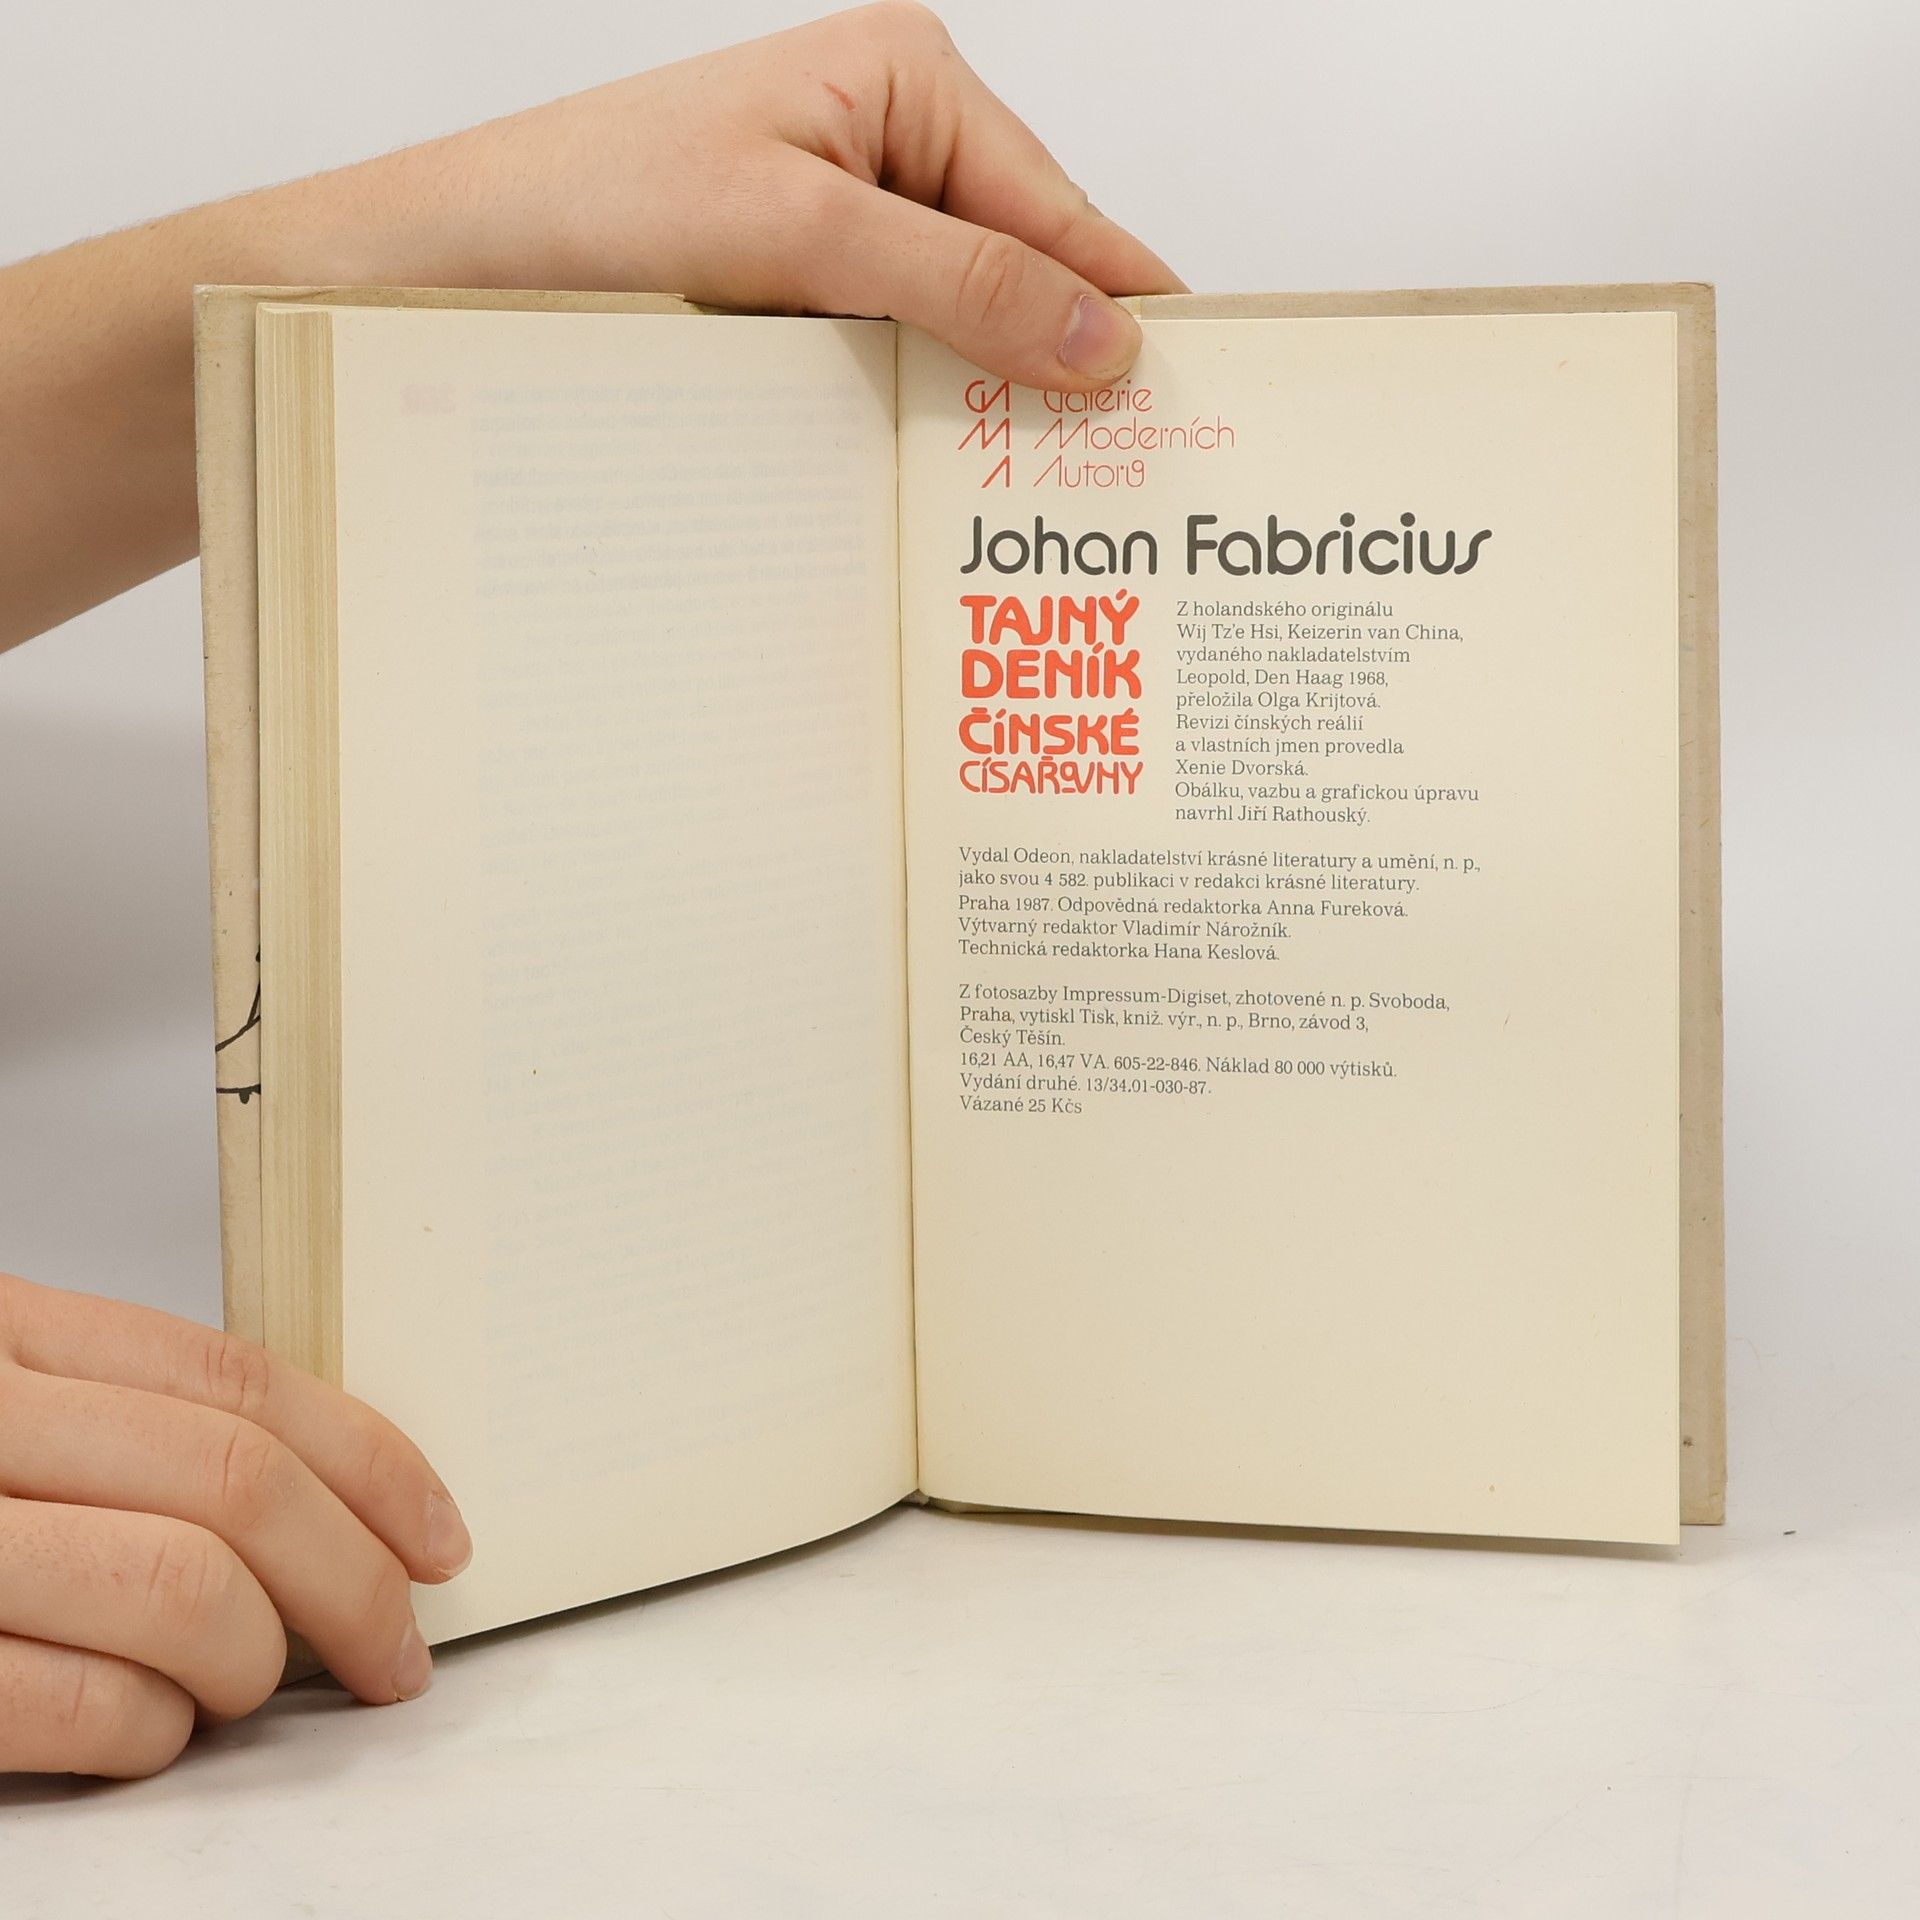 GA Galerie
M Moderních
A Autorů
Johan Fabricius
TAJNÝ
DENÍK
ČÍNSKÉ
CÍSAŘOVNY
Z holandského originálu
Wij Tz'e Hsi, Keizerin van China,
vydaného nakladatelstvím
Leopold, Den Haag 1968,
přeložila Olga Krijtová.
Revizi čínských reálií
a vlastních jmen provedla
Xenie Dvorská.
Obálku, vazbu a grafickou úpravu
navrhl Jiří Rathouský.
Vydal Odeon, nakladatelství krásné literatury a umění, n. p.,
jako svou 4 582. publikaci v redakci krásné literatury.
Praha 1987. Odpovědná redaktorka Anna Fureková.
Výtvarný redaktor Vladimír Nárožník.
Technická redaktorka Hana Keslová.
Z fotosazby Impressum-Digiset, zhotovené n. p. Svoboda,
Praha, vytiskl Tisk, kniž. výr., n. p., Brno, závod 3,
Český Těšín.
16,21 AA, 16,47 VA. 605-22-846. Náklad 80 000 výtisků.
Vydání druhé. 13/34.01-030-87.
Vázané 25 Kčs